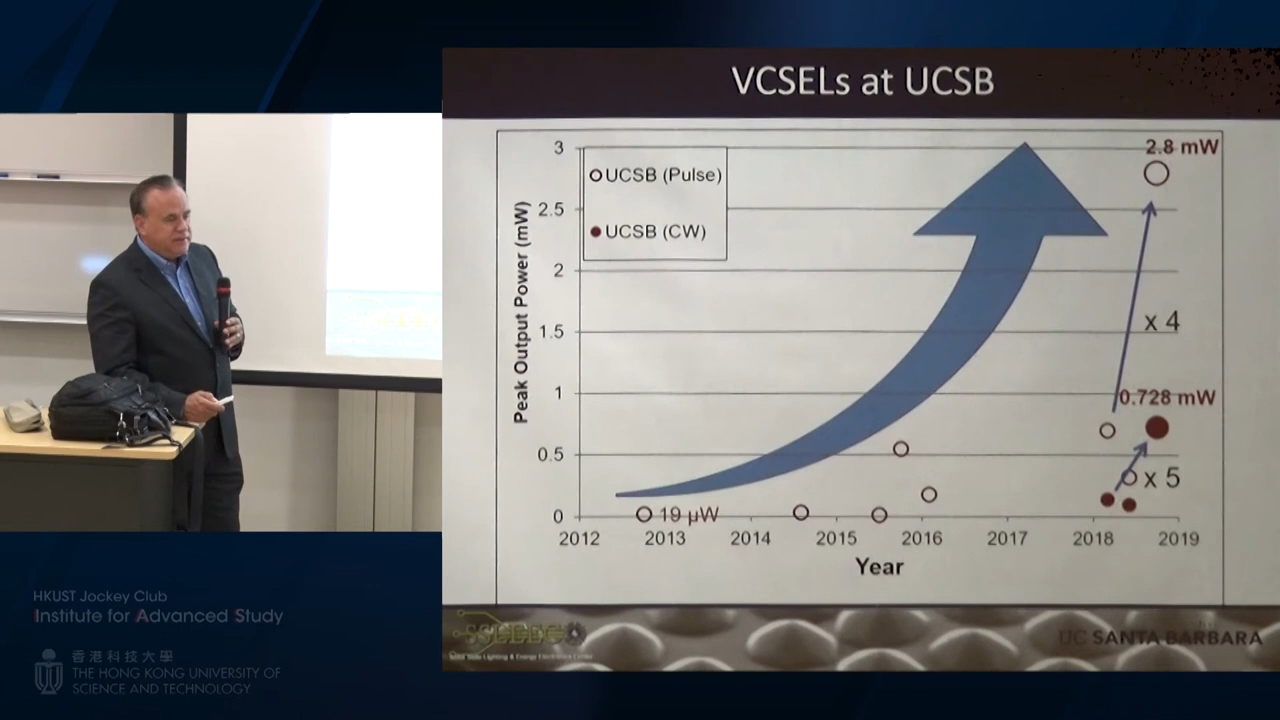 VCSELs at UCSB
3
2.5
2
1.5
1
0.5
0
Peak Output Power (mW)
UCSB (Pulse)
UCSB (CW)
2.8 mW
x 4
0.728 mW
x 5
19 µW
2012
2013
2014
2015
2016
2017
2018
2019
Year
UC SANTA BARBARA
HKUST Jockey Club
Institute for Advanced Study
香港科技大學
THE HONG KONG UNIVERSITY OF
SCIENCE AND TECHNOLOGY